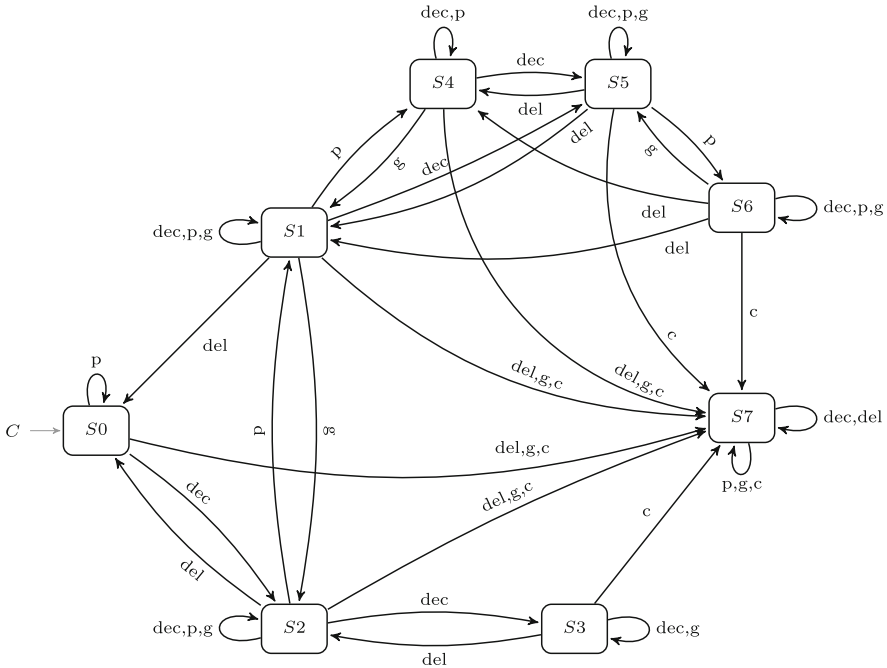 dec,p
dec,p,g
dec
S4
S5
del
p
g
dec
del
p
g
S6
dec,p,g
del
dec,p,g
S1
del
c
c
del
del,g,c
del,g,c
p
S7
dec,del
C
S0
p
g
del,g,c
p,g,c
dec
del,g,c
c
del
dec
dec,p,g
S2
S3
dec,g
del